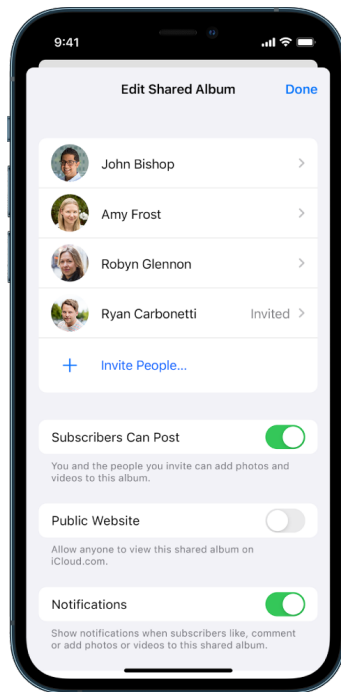 9:41
Edit Shared Album Done
John Bishop
Amy Frost
Robyn Glennon
Ryan Carbonetti Invited
Invite People...
Subscribers Can Post
You and the people you invite can add photos and
videos to this album.
Public Website
Allow anyone to view this shared album on
iCloud.com.
Notifications
Show notifications when subscribers like, comment
or add photos or videos to this shared album.